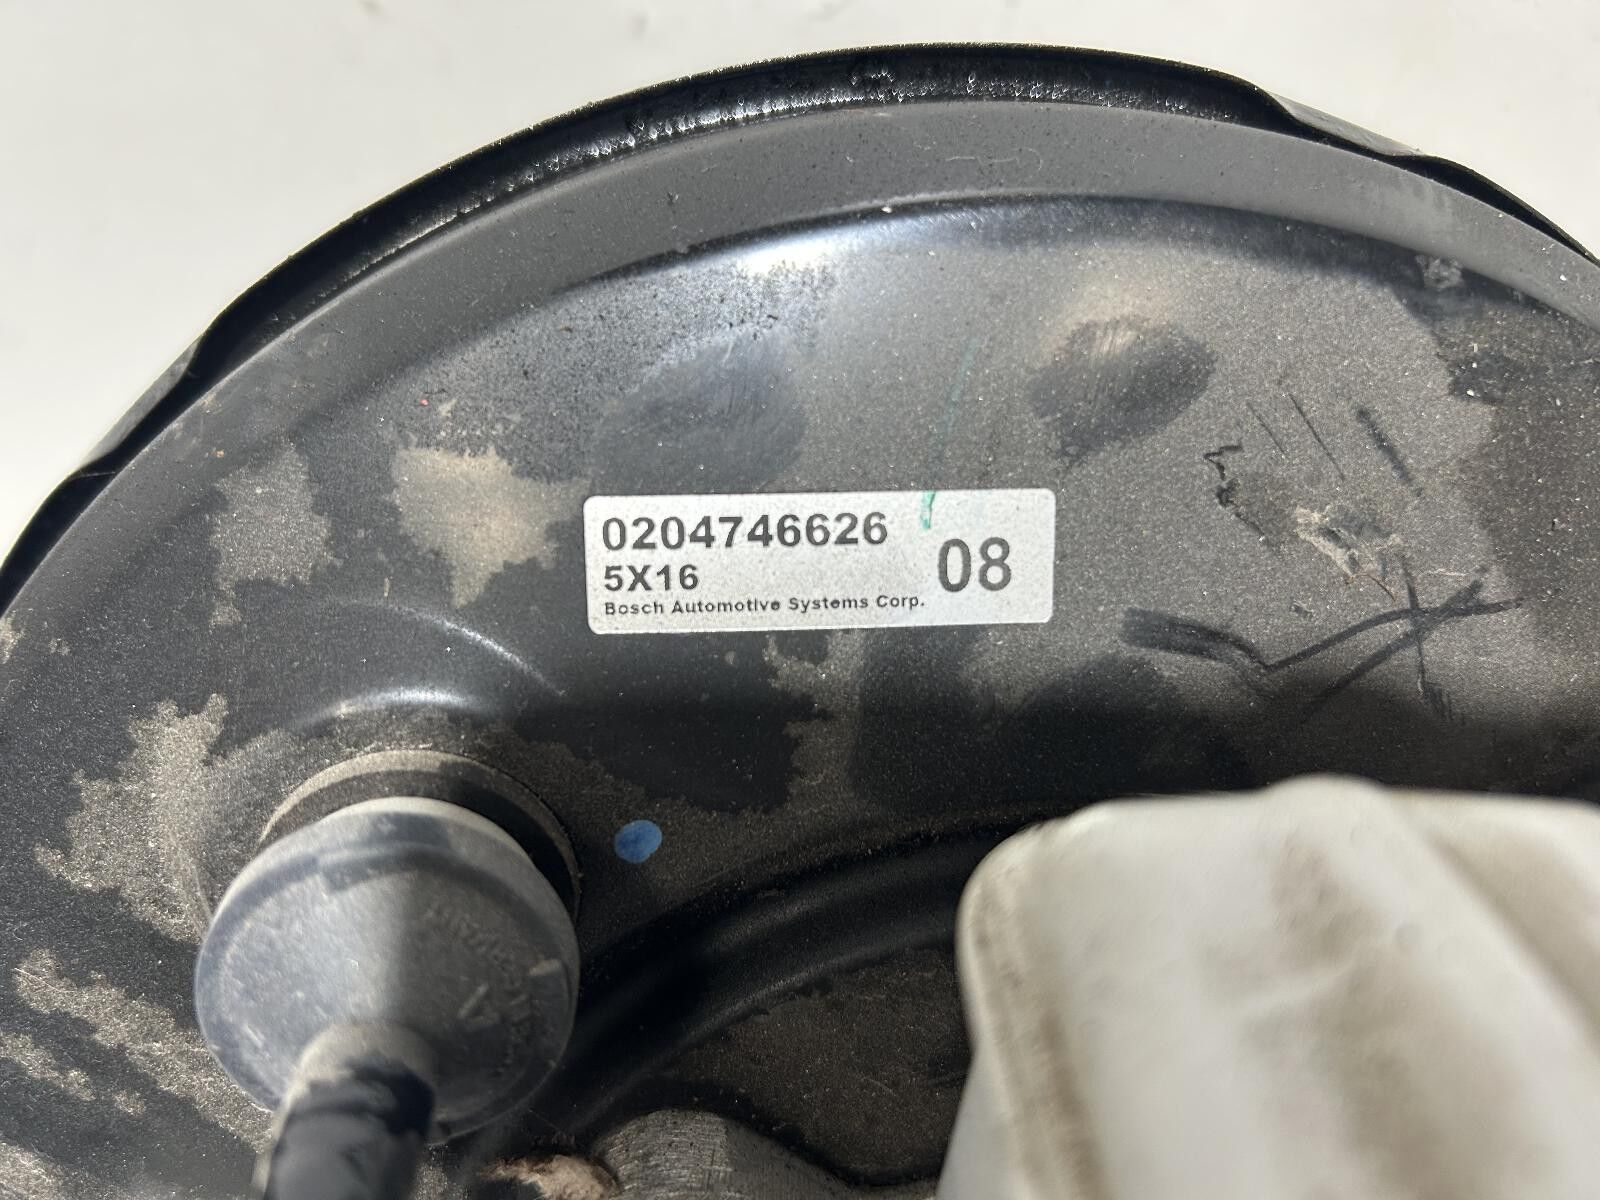 0204746626
5X16
08
Bosch Automotive Systems Corp.